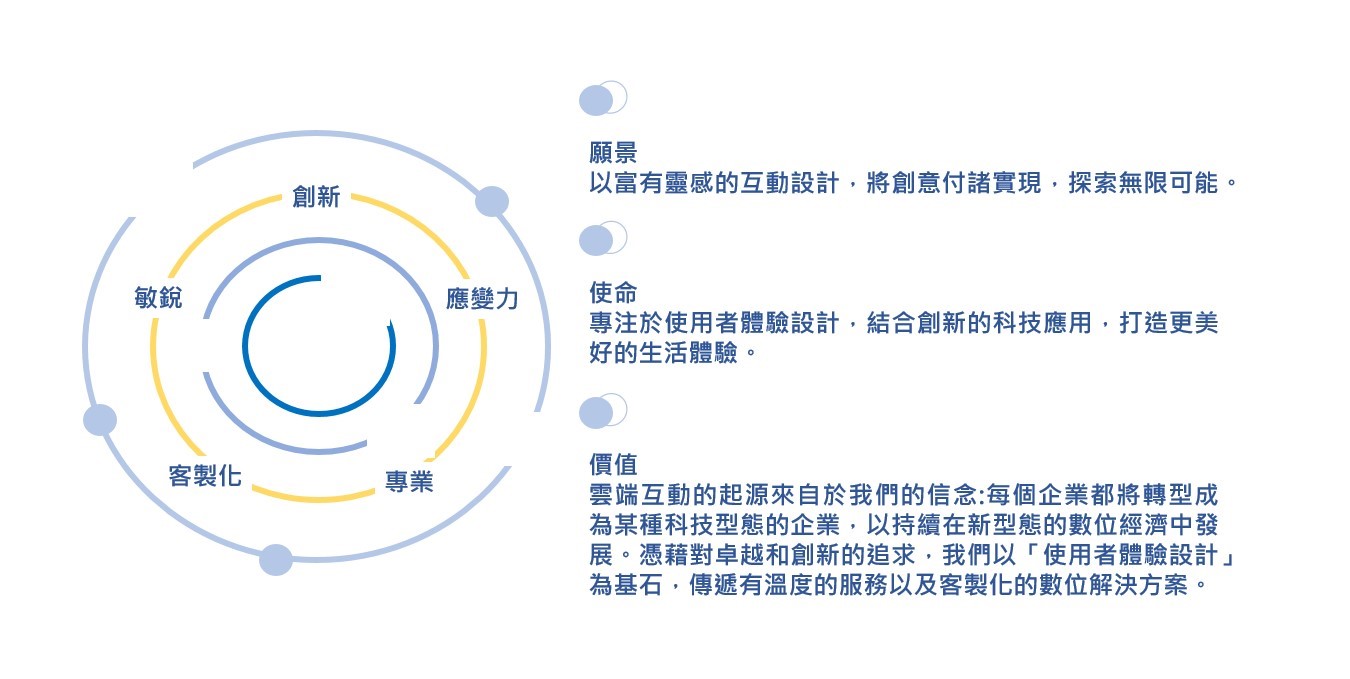 創新
敏銳
應變力
客製化
專業
願景
以富有靈感的互動設計，將創意付諸實現，探索無限可能。
使命
專注於使用者體驗設計，結合創新的科技應用，打造更美
好的生活體驗。
價值
雲端互動的起源來自於我們的信念:每個企業都將轉型成
為某種科技型態的企業，以持續在新型態的數位經濟中發
展。憑藉對卓越和創新的追求，我們以「使用者體驗設計」
為基石，傳遞有溫度的服務以及客製化的數位解決方案。